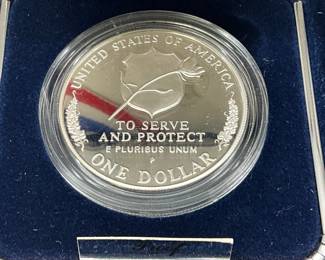 UNITED STATES OF AMERICA
TO SERVE
AND PROTECT
E PLURIBUS UNUM
P
ONE DOLLAR